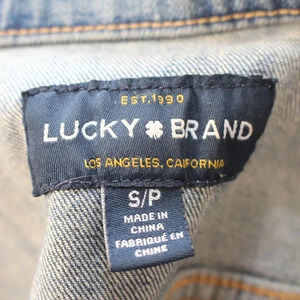 EST. 1990
LUCKY BRAND
LOS ANGELES, CALIFORNIA
S/P
MADE IN
CHINA
FABRIQUÉ EN
CHINE